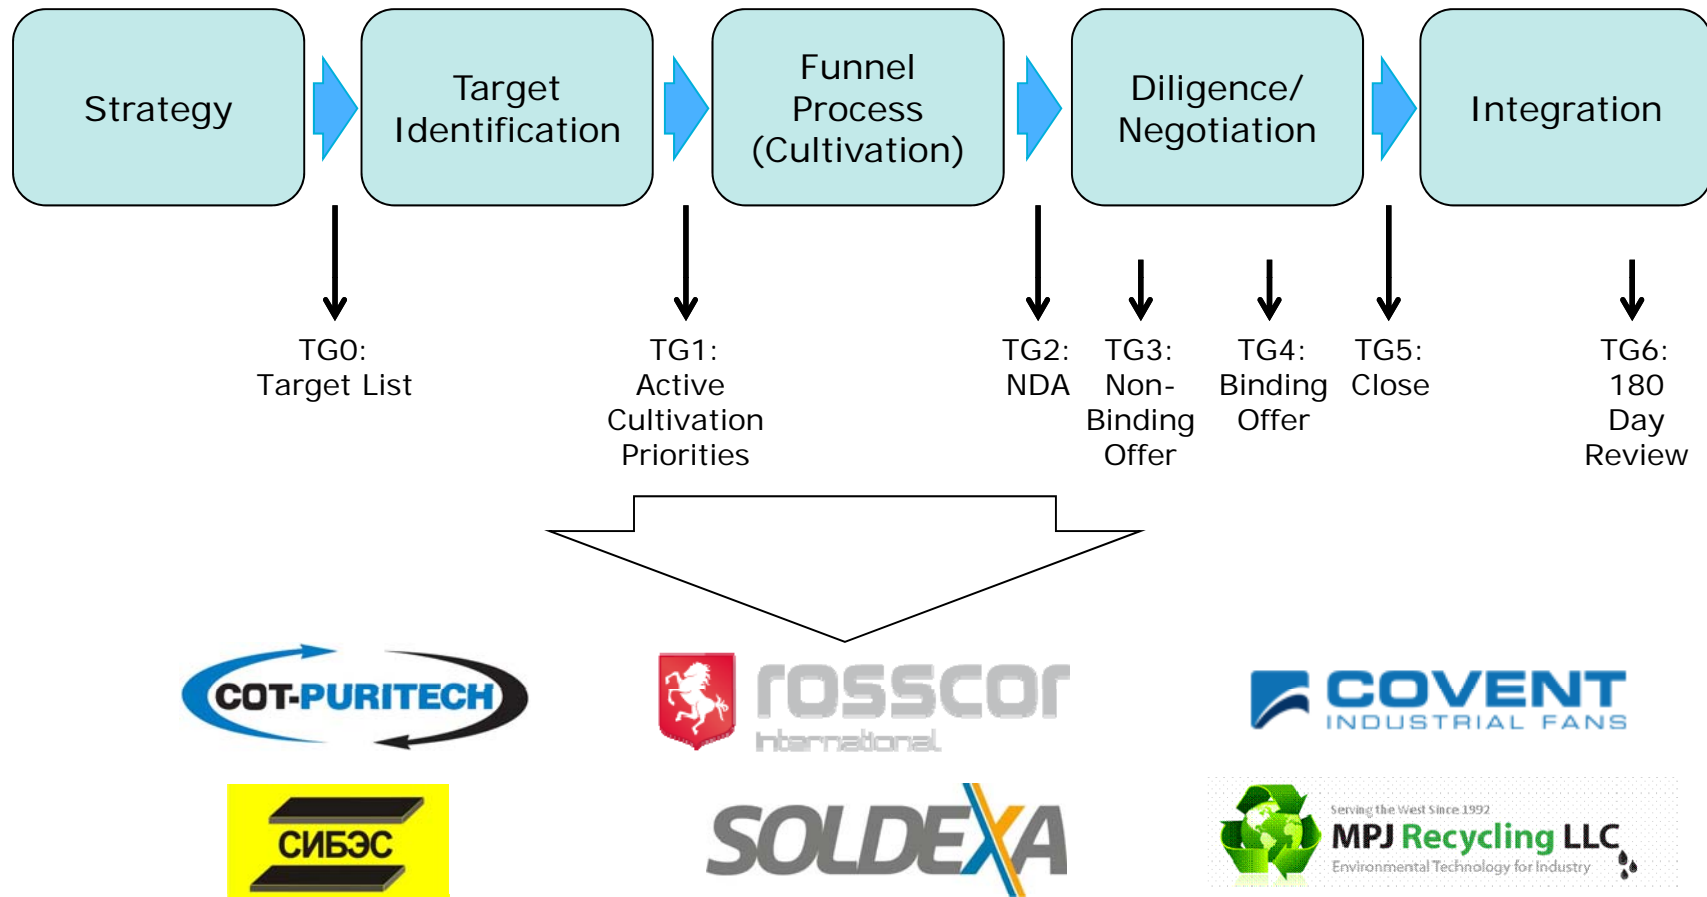 Strategy
Target
Identification
Funnel
Process
(Cultivation)
Diligence/
Negotiation
Integration
TG0:
Target List
TG1:
Active
Cultivation
Priorities
TG2:
NDA
TG3:
Non-
Binding
Offer
TG4:
Binding
Offer
TG5:
Close
TG6:
180
Day
Review
COT-PURITECH
rosscor
international
COVENT
INDUSTRIAL FANS
СИБЭС
SOLDEXA
Serving the West Since 1992
MPJ Recycling LLC
Environmental Technology for Industry